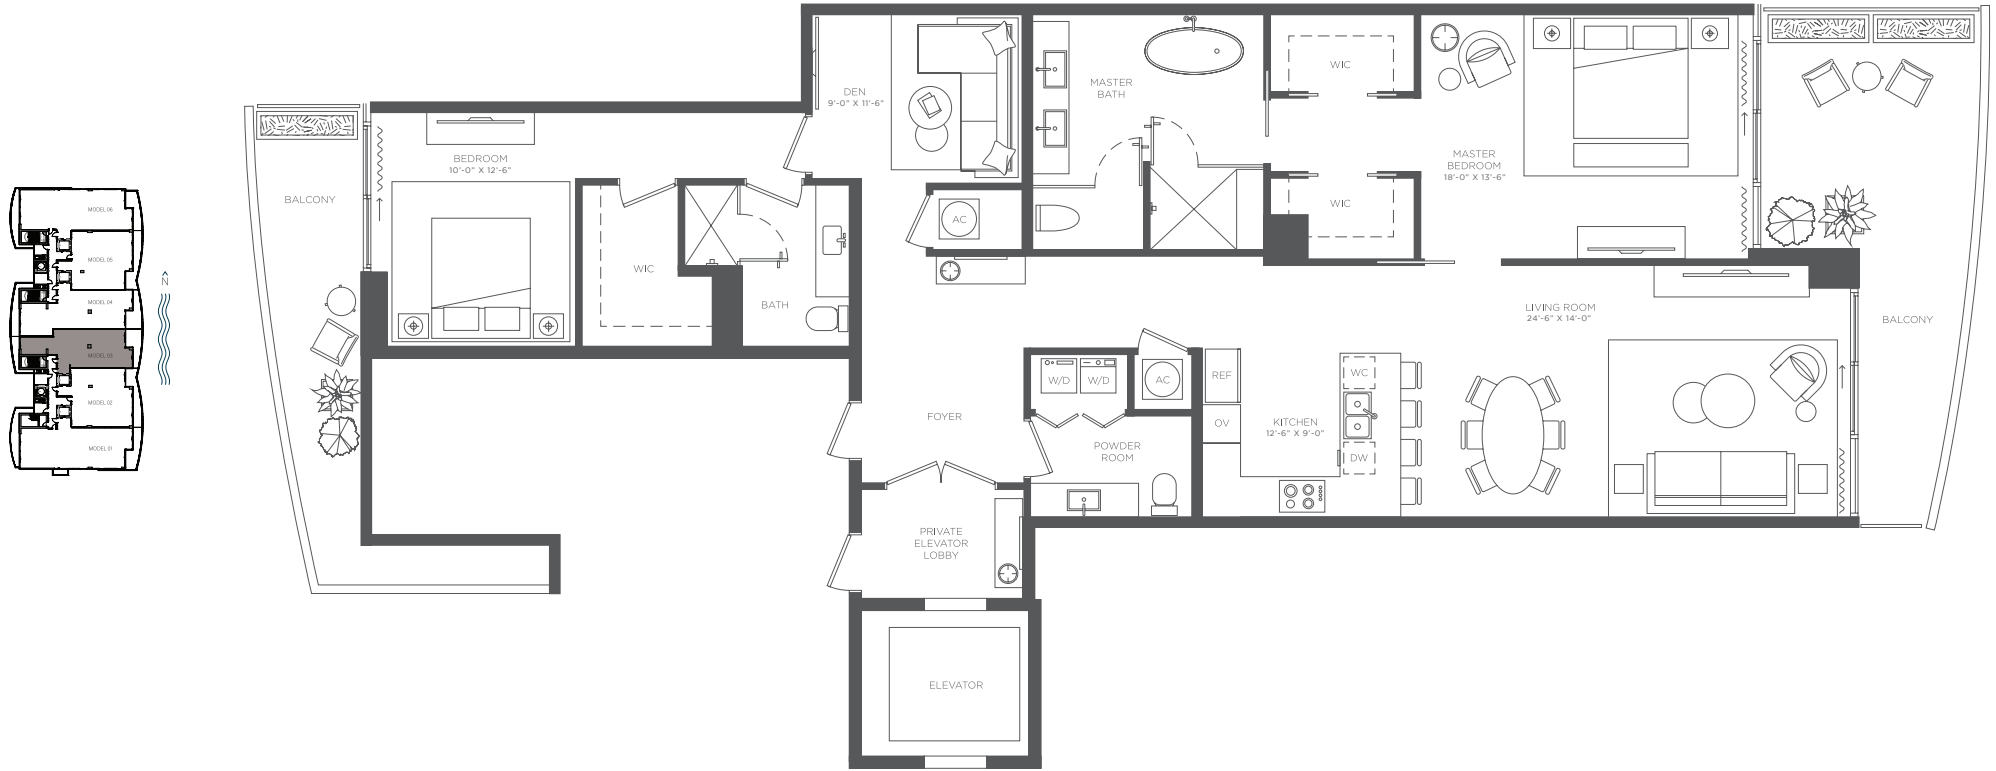 MODEL 06
MODEL 05
MODEL 04
MODEL 03
MODEL 02
MODEL 01
N
BALCONY
BEDROOM
10'-0" X 12'-6"
WIC
BATH
DEN
9'-0" X 11'-6"
AC
MASTER
BATH
WIC
WIC
MASTER
BEDROOM
18'-0" X 13'-6"
LIVING ROOM
24'-6" X 14'-0"
BALCONY
FOYER
W/D
W/D
AC
POWDER
ROOM
REF
OV
KITCHEN
12'-6" X 9'-0"
WC
DW
PRIVATE
ELEVATOR
LOBBY
ELEVATOR